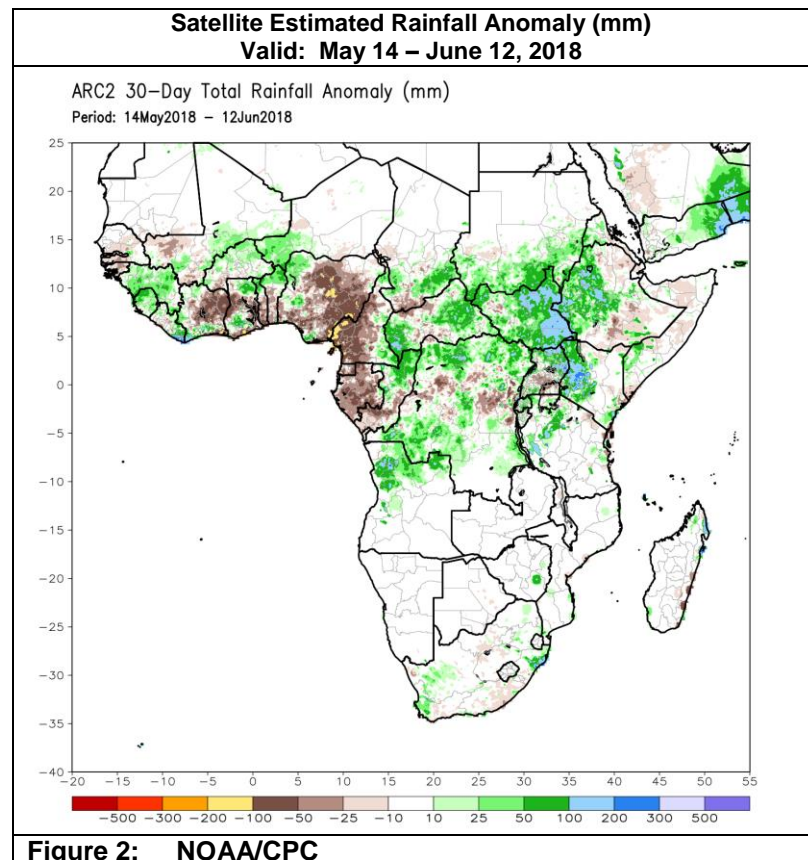 Satellite Estimated Rainfall Anomaly (mm)
Valid: May 14 – June 12, 2018
ARC2 30-Day Total Rainfall Anomaly (mm)
Period: 14May2018 – 12Jun2018
25
20
15
10
5
0
-5
-10
-15
-20
-25
-30
-35
-40
-20 -15 -10 -5 0 5 10 15 20 25 30 35 40 45 50 55
-500 -300 -200 -100 -50 -25 -10 10 25 50 100 200 300 500
Figure 2: NOAA/CPC